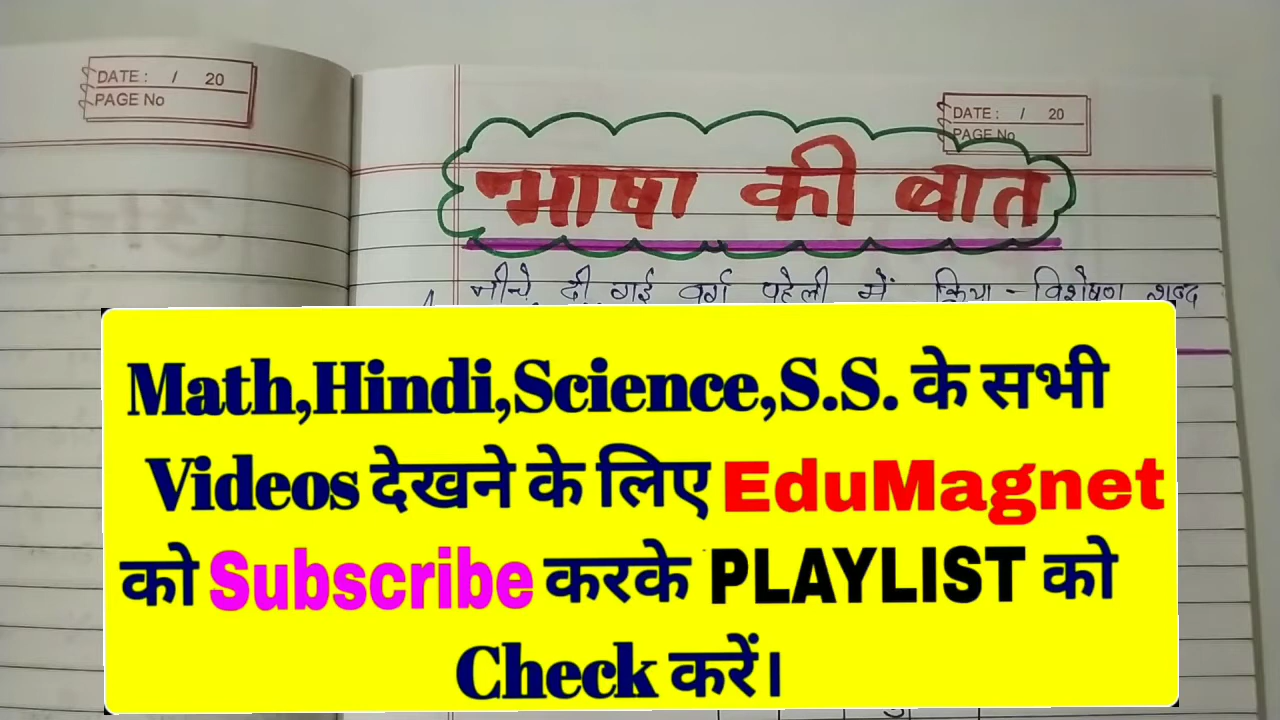 DATE : / 20
PAGE No
DATE : / 20
PAGE No
भाषा की बात
नीचे दी गई वर्ग पहेली में क्रिया-विशेषण शब्द
Math,Hindi,Science,S.S. के सभी
Videos देखने के लिए EduMagnet
को Subscribe करके PLAYLIST को
Check करें।